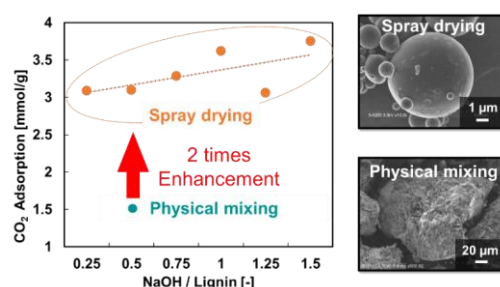 CO2 Adsorption [mmol/g]
4
3.5
3
2.5
2
1.5
1
Spray drying
2 times
Enhancement
Physical mixing
0.25 0.5 0.75 1 1.25 1.5
NaOH / Lignin [-]
Spray drying
1 µm
Physical mixing
20 µm